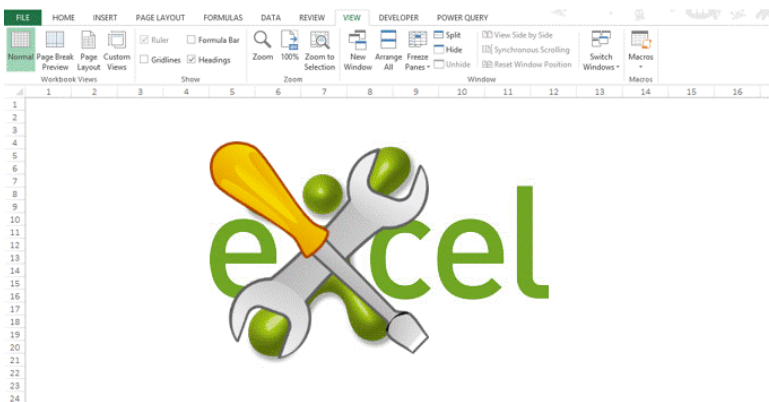 FILE HOME INSERT PAGE LAYOUT FORMULAS DATA REVIEW VIEW DEVELOPER POWER QUERY
Normal
Page Break
Preview
Page
Layout
Custom
Views
Workbook Views
Ruler
Formula Bar
Gridlines
Headings
Show
Zoom
100%
Zoom to
Selection
Zoom
New
Window
Arrange
All
Freeze
Panes
Split
Hide
Unhide
View Side by Side
Synchronous Scrolling
Reset Window Position
Window
Switch
Windows
Macros
Macros
1 2 3 4 5 6 7 8 9 10 11 12 13 14 15 16
1
2
3
4
5
6
7
8
9
10
11
12
13
14
15
16
17
18
19
20
21
22
23
24
excel